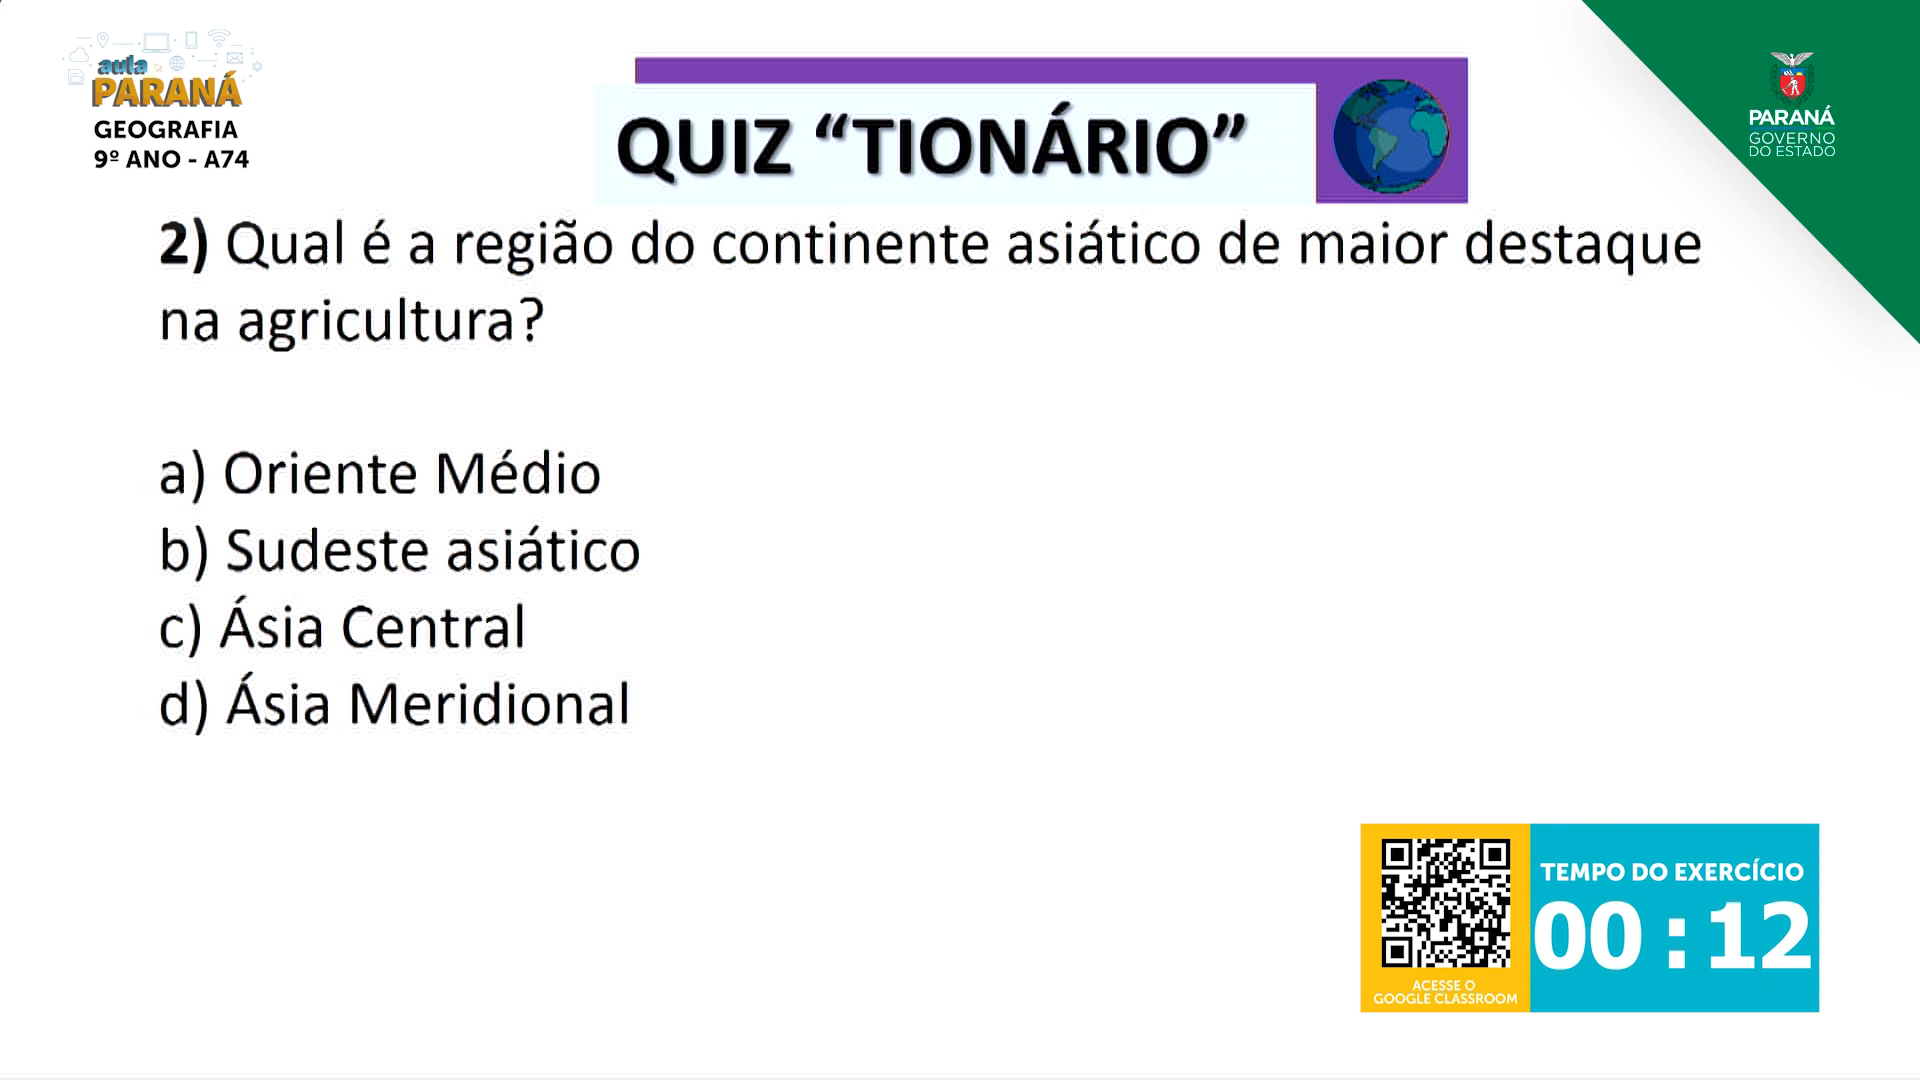 aula
PARANÁ
GEOGRAFIA
9º ANO - A74
QUIZ “TIONÁRIO”
PARANÁ
GOVERNO
DO ESTADO
2) Qual é a região do continente asiático de maior destaque
na agricultura?
a) Oriente Médio
b) Sudeste asiático
c) Ásia Central
d) Ásia Meridional
ACESSE O
GOOGLE CLASSROOM
TEMPO DO EXERCÍCIO
00 : 12